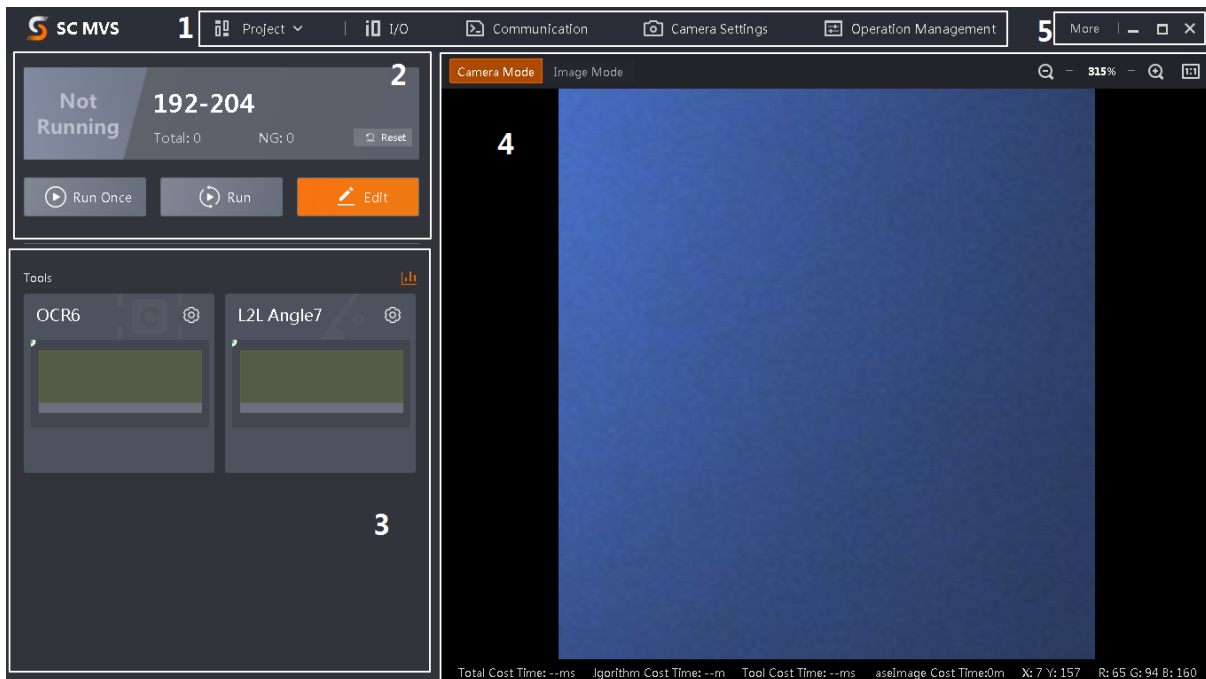 SC MVS 1 Project I/O Communication Camera Settings Operation Management 5 More
2
Not Running
192-204
Total: 0 NG: 0 Reset
Run Once Run Edit
Camera Mode Image Mode 315% 1:1
4
Tools
OCR6 C L2L Angle7
3
Total Cost Time: --ms lgorithm Cost Time: --m Tool Cost Time: --ms aseImage Cost Time:0m X: 7 Y: 157 R: 65 G: 94 B: 160